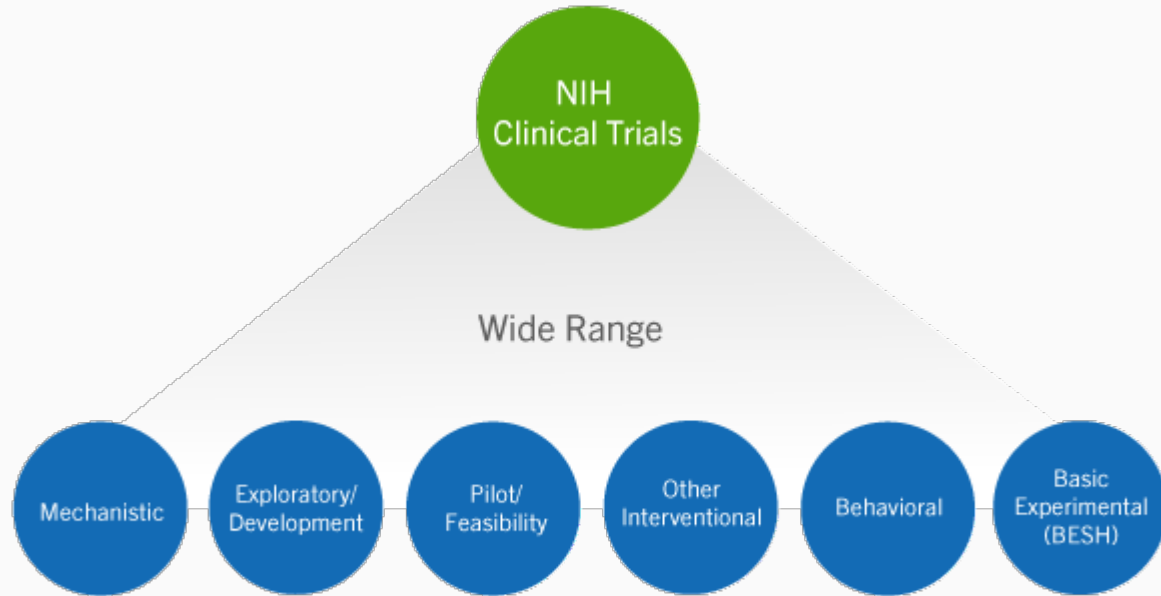 NIH
Clinical Trials
Wide Range
Mechanistic
Exploratory/
Development
Pilot/
Feasibility
Other
Interventional
Behavioral
Basic
Experimental
(BESH)